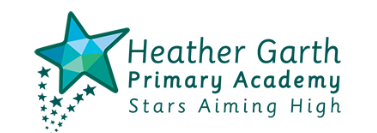 Heather Garth
Primary Academy
Stars Aiming High